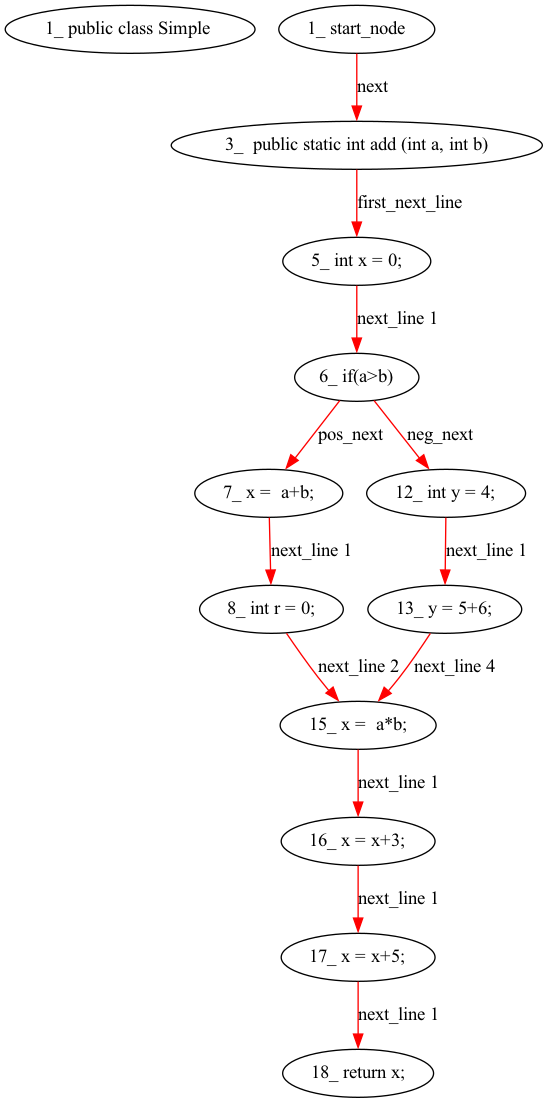 1_ public class Simple
1_ start_node
next
3_  public static int add (int a, int b)
first_next_line
5_ int x = 0;
next_line 1
6_ if(a>b)
pos_next
neg_next
7_ x =  a+b;
12_ int y = 4;
next_line 1
next_line 1
8_ int r = 0;
13_ y = 5+6;
next_line 2
next_line 4
15_ x =  a*b;
next_line 1
16_ x = x+3;
next_line 1
17_ x = x+5;
next_line 1
18_ return x;